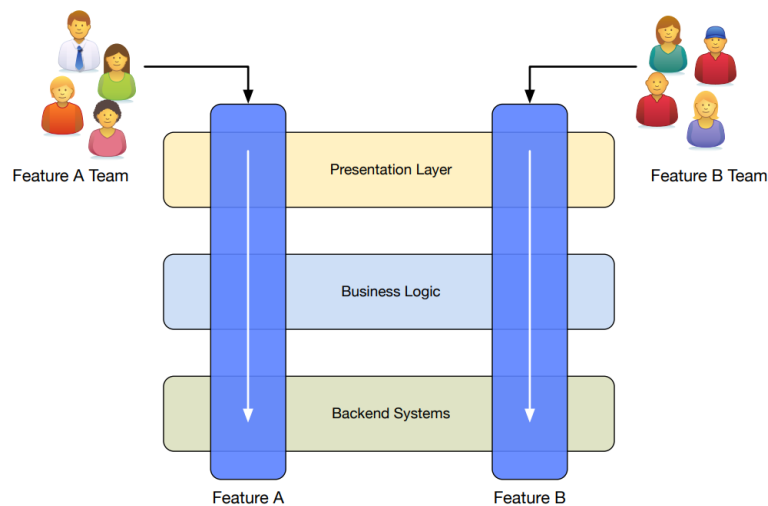 Feature A Team
Feature B Team
Presentation Layer
Business Logic
Backend Systems
Feature A
Feature B